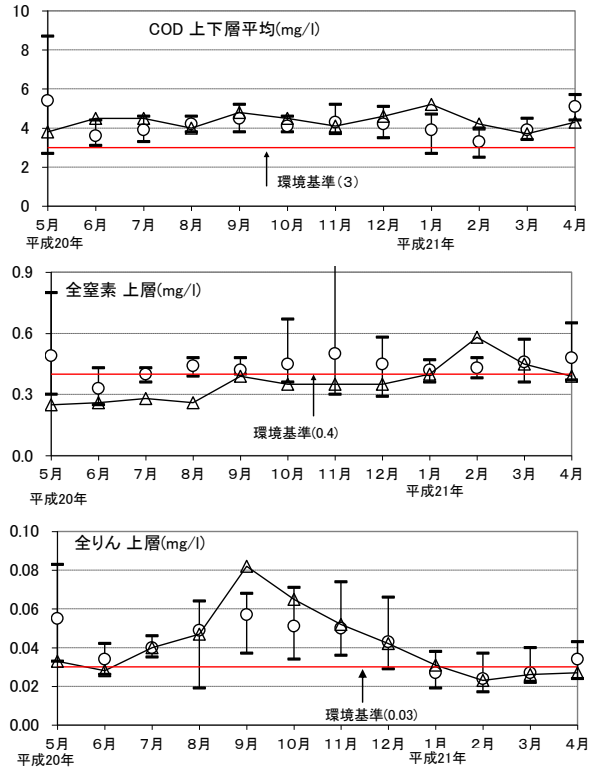 COD 上下層平均(mg/l)
10
8
6
4
2
0
環境基準(3)
5月 6月 7月 8月 9月 10月 11月 12月 1月 2月 3月 4月
平成20年 平成21年
全窒素 上層(mg/l)
0.9
0.6
0.3
0.0
環境基準(0.4)
5月 6月 7月 8月 9月 10月 11月 12月 1月 2月 3月 4月
平成20年 平成21年
全りん 上層(mg/l)
0.10
0.08
0.06
0.04
0.02
0.00
環境基準(0.03)
5月 6月 7月 8月 9月 10月 11月 12月 1月 2月 3月 4月
平成20年 平成21年